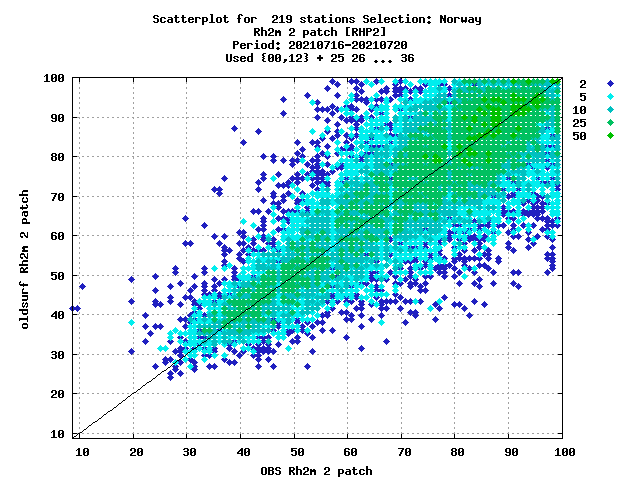 Scatterplot for  219 stations Selection: Norway
Rh2m 2 patch [RHP2]
Period: 20210716-20210720
Used {00,12} + 25 26 ... 36
2
5
10
25
50
100
90
80
70
60
50
40
30
20
10
oldsurf Rh2m 2 patch
10 20 30 40 50 60 70 80 90 100
OBS Rh2m 2 patch